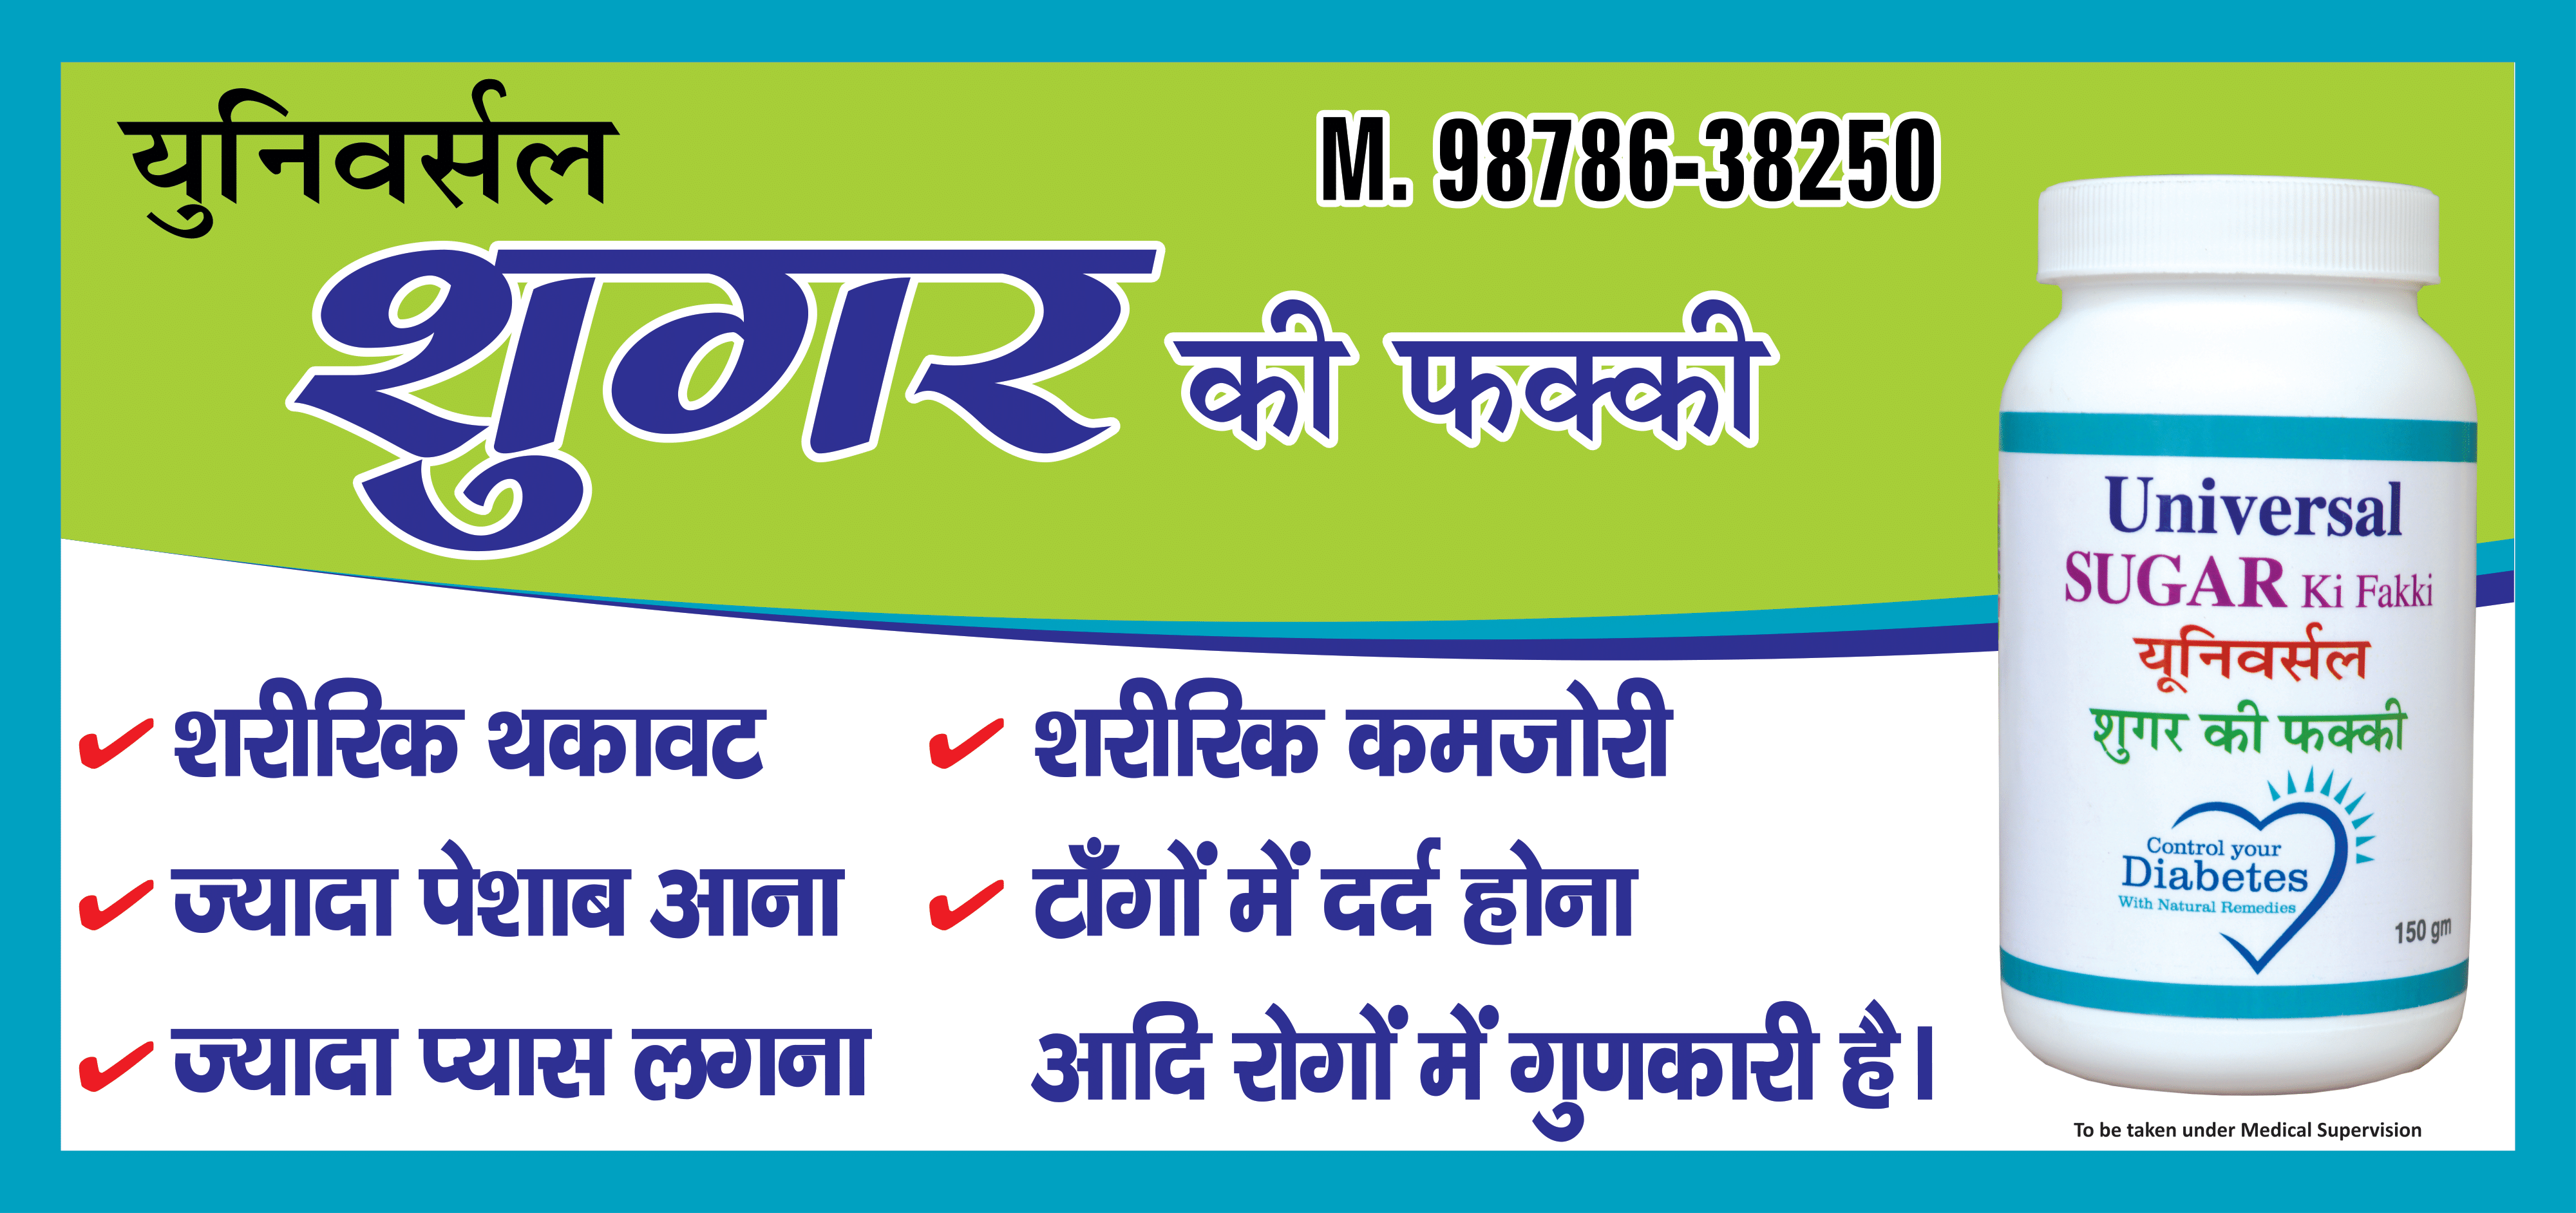 युनिवर्सल
M. 98786-38250
शुगर की फक्की
✓ शरीरिक थकावट
✓ शरीरिक कमजोरी
✓ ज्यादा पेशाब आना
✓ टाँगों में दर्द होना
✓ ज्यादा प्यास लगना
आदि रोगों में गुणकारी है।
Universal
SUGAR Ki Fakki
यूनिवर्सल
शुगर की फक्की
Control your
Diabetes
With Natural Remedies
150 gm
To be taken under Medical Supervision